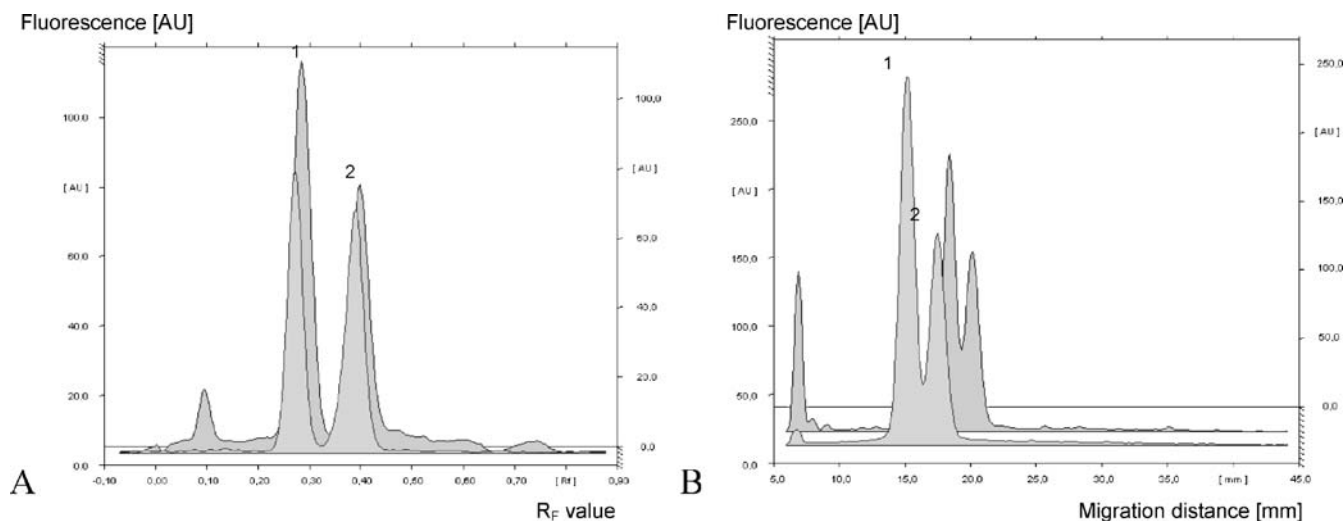 Fluorescence [AU]
1
100,0
100,0
2
[ AU ]
[ AU ]
60,0
60,0
40,0
40,0
20,0
20,0
0,0
0,0
-0,10 0,00 0,10 0,20 0,30 0,40 0,50 0,60 0,70 [ Rf ] 0,90
A
RF value
Fluorescence [AU]
1
250,0
250,0
[ AU ]
[ AU ]
2
150,0
150,0
100,0
100,0
50,0
50,0
0,0
0,0
5,0 15,0 20,0 25,0 30,0 35,0 [ mm ] 45,0
B
Migration distance [mm]